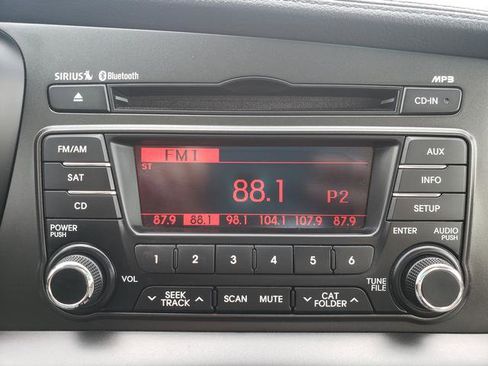 SIRIUS Bluetooth
MP3
CD-IN
FM/AM
FM1
AUX
ST
SAT
88.1 P2
INFO
CD
SETUP
87.9 88.1 98.1 104.1 107.9 87.9
POWER
PUSH
ENTER
AUDIO
PUSH
1 2 3 4 5 6
VOL
TUNE
FILE
SEEK
TRACK
SCAN
MUTE
CAT
FOLDER